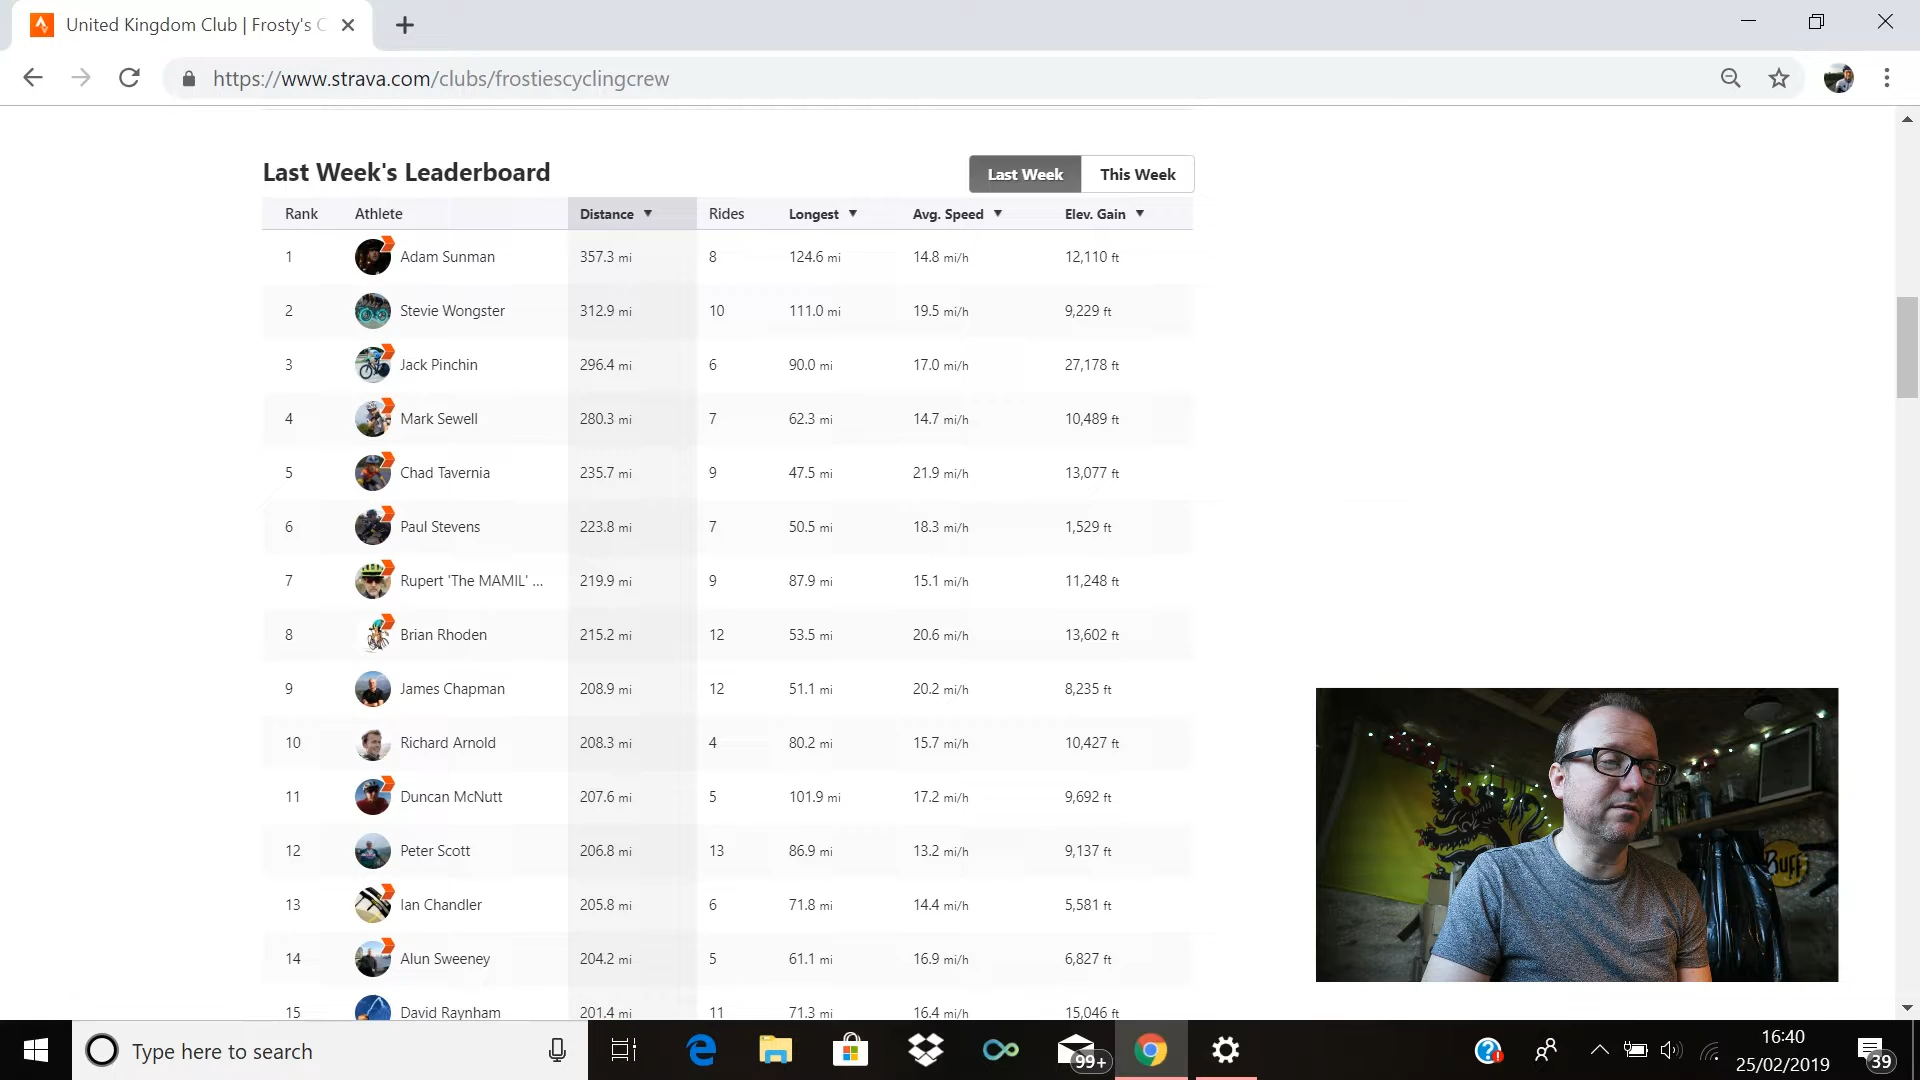 United Kingdom Club | Frosty's C
https://www.strava.com/clubs/frostiescyclingcrew
Last Week's Leaderboard
Last Week This Week
Rank Athlete Distance ▼ Rides Longest ▼ Avg. Speed ▼ Elev. Gain ▼
1 Adam Sunman 357.3 mi 8 124.6 mi 14.8 mi/h 12,110 ft
2 Stevie Wongster 312.9 mi 10 111.0 mi 19.5 mi/h 9,229 ft
3 Jack Pinchin 296.4 mi 6 90.0 mi 17.0 mi/h 27,178 ft
4 Mark Sewell 280.3 mi 7 62.3 mi 14.7 mi/h 10,489 ft
5 Chad Tavernia 235.7 mi 9 47.5 mi 21.9 mi/h 13,077 ft
6 Paul Stevens 223.8 mi 7 50.5 mi 18.3 mi/h 1,529 ft
7 Rupert 'The MAMIL' ... 219.9 mi 9 87.9 mi 15.1 mi/h 11,248 ft
8 Brian Rhoden 215.2 mi 12 53.5 mi 20.6 mi/h 13,602 ft
9 James Chapman 208.9 mi 12 51.1 mi 20.2 mi/h 8,235 ft
10 Richard Arnold 208.3 mi 4 80.2 mi 15.7 mi/h 10,427 ft
11 Duncan McNutt 207.6 mi 5 101.9 mi 17.2 mi/h 9,692 ft
12 Peter Scott 206.8 mi 13 86.9 mi 13.2 mi/h 9,137 ft
13 Ian Chandler 205.8 mi 6 71.8 mi 14.4 mi/h 5,581 ft
14 Alun Sweeney 204.2 mi 5 61.1 mi 16.9 mi/h 6,827 ft
15 David Raynham 201.4 mi 11 71.3 mi 16.4 mi/h 15,046 ft
BUFF
Type here to search
99+
16:40
25/02/2019
39